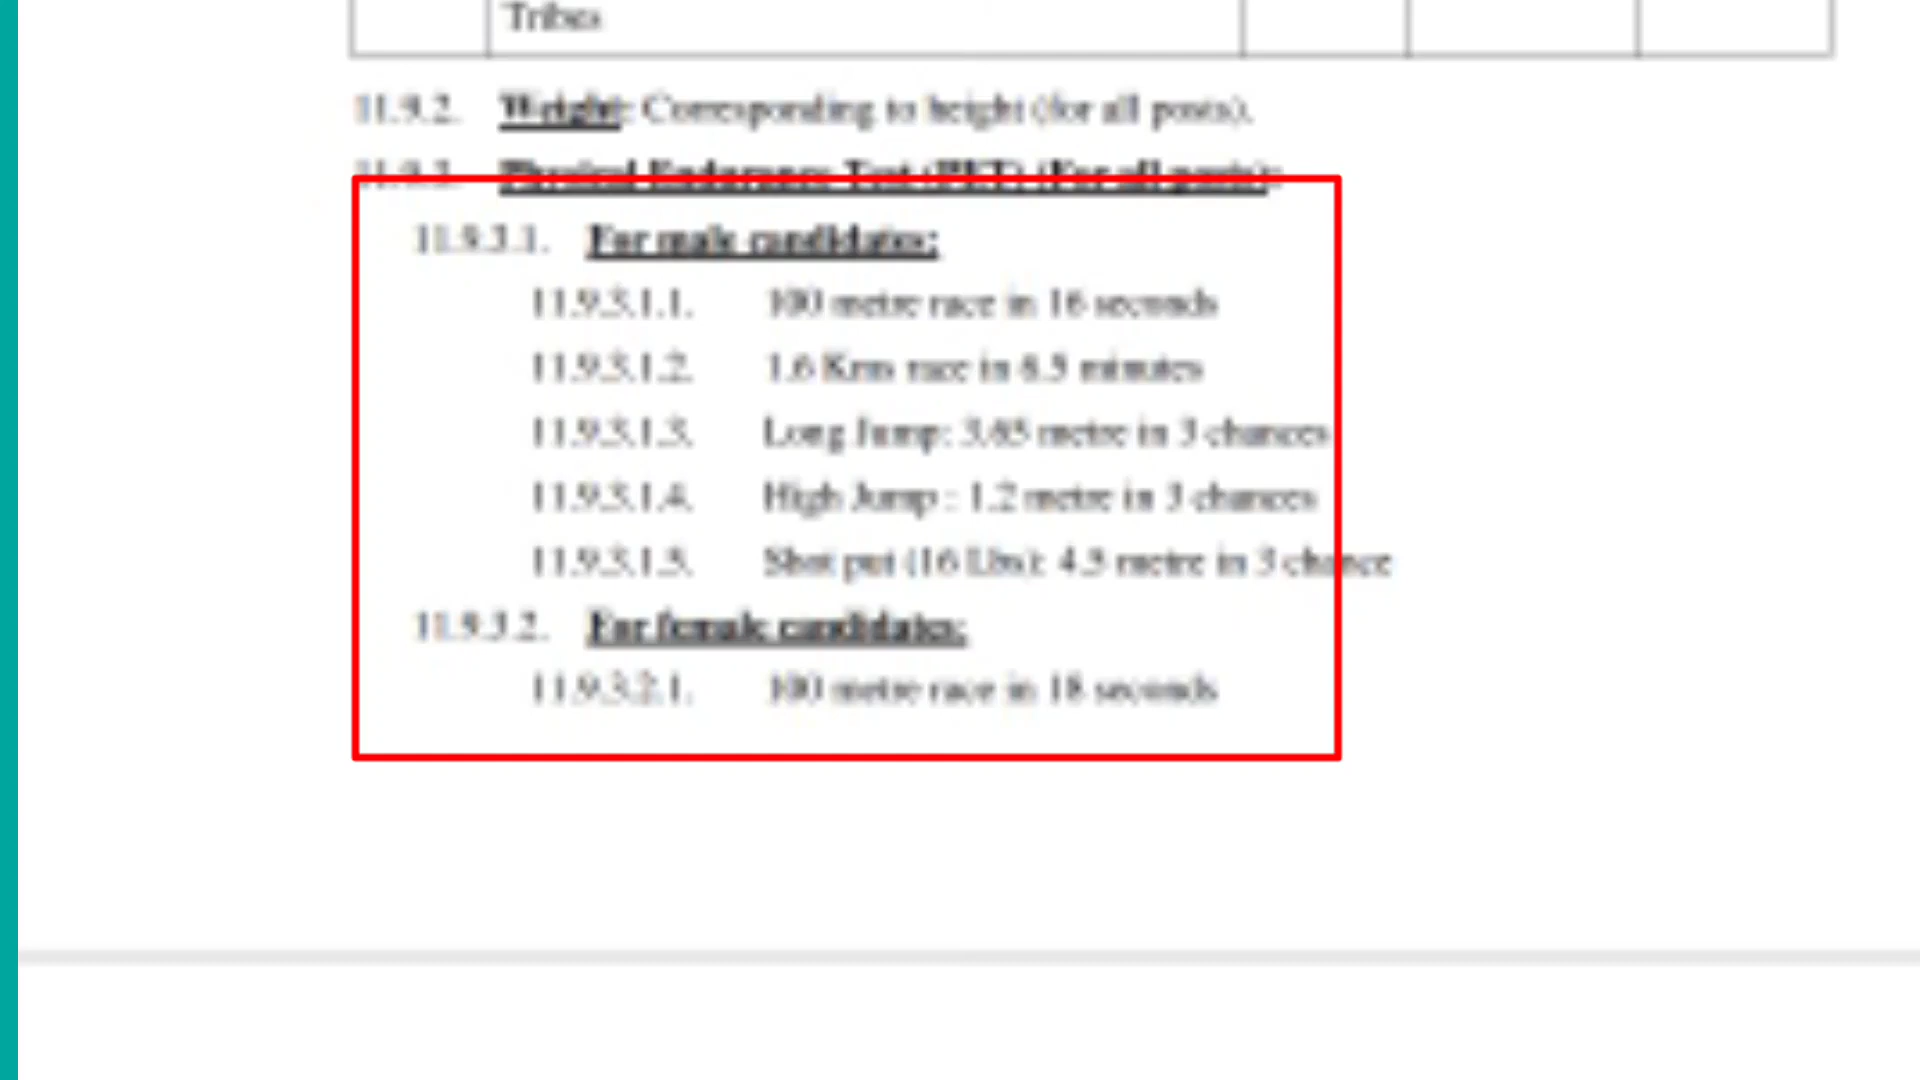 Tribes
11.9.2. Weight: Corresponding to height (for all posts).
11.9.3. Physical Endurance Test (PET) (For all posts):
11.9.3.1. For male candidates:
11.9.3.1.1. 100 metre race in 16 seconds
11.9.3.1.2. 1.6 Kms race in 6.5 minutes
11.9.3.1.3. Long Jump: 3.65 metre in 3 chances
11.9.3.1.4. High Jump : 1.2 metre in 3 chances
11.9.3.1.5. Shot put (16 Lbs): 4.5 metre in 3 chance
11.9.3.2. For female candidates:
11.9.3.2.1. 100 metre race in 18 seconds